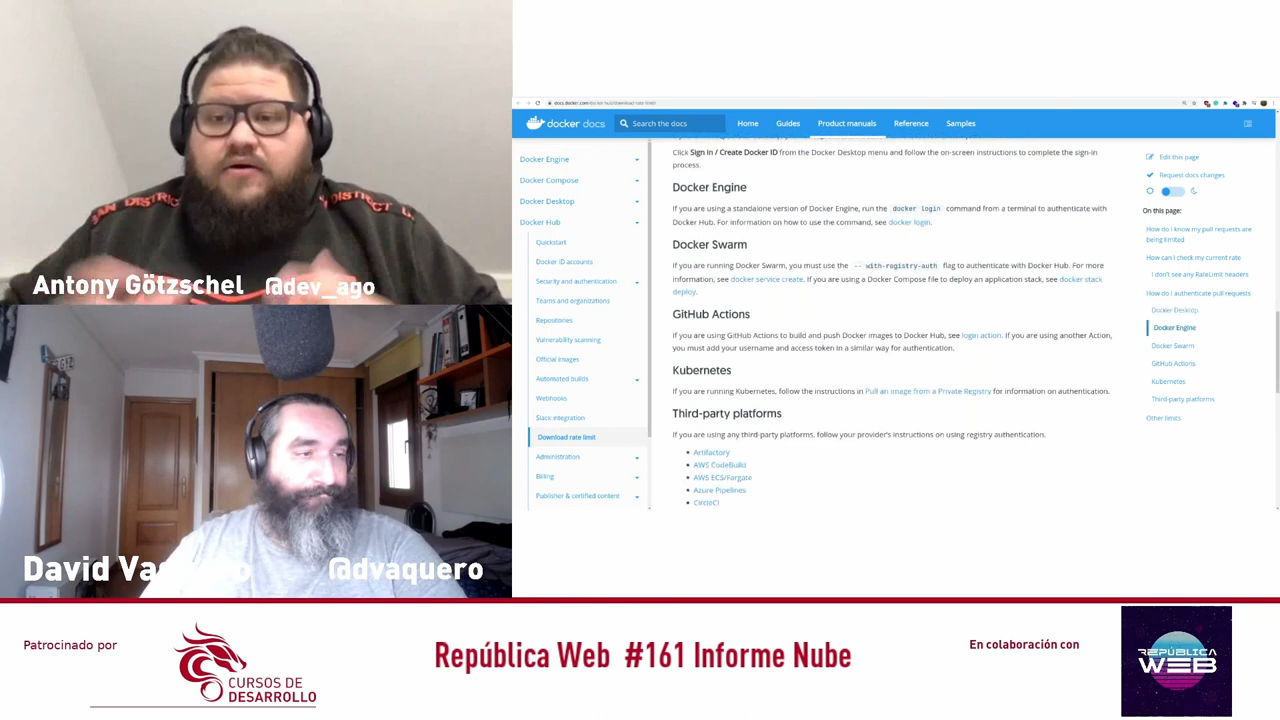 AN DISTRIC
DISTRICT
Antony Götzschel @dev_ago
David Va
@dvaquero
docs.docker.com/docker-hub/download-rate-limit/
docker docs
Search the docs
Home
Guides
Product manuals
Reference
Samples
Docker Engine
Docker Compose
Docker Desktop
Docker Hub
Quickstart
Docker ID accounts
Security and authentication
Teams and organizations
Repositories
Vulnerability scanning
Official images
Automated builds
Webhooks
Slack integration
Download rate limit
Administration
Billing
Publisher & certified content
Click Sign in / Create Docker ID from the Docker Desktop menu and follow the on-screen instructions to complete the sign-in
process.
Docker Engine
If you are using a standalone version of Docker Engine, run the docker login command from a terminal to authenticate with
Docker Hub. For information on how to use the command, see docker login.
Docker Swarm
If you are running Docker Swarm, you must use the -- with-registry-auth flag to authenticate with Docker Hub. For more
information, see docker service create. If you are using a Docker Compose file to deploy an application stack, see docker stack
deploy.
GitHub Actions
If you are using GitHub Actions to build and push Docker images to Docker Hub, see login action. If you are using another Action,
you must add your username and access token in a similar way for authentication.
Kubernetes
If you are running Kubernetes, follow the instructions in Pull an image from a Private Registry for information on authentication.
Third-party platforms
If you are using any third-party platforms, follow your provider's instructions on using registry authentication.
Artifactory
AWS CodeBuild
AWS ECS/Fargate
Azure Pipelines
CircleCI
Edit this page
Request docs changes
On this page:
How do I know my pull requests are
being limited
How can I check my current rate
I don't see any RateLimit headers
How do I authenticate pull requests
Docker Desktop
Docker Engine
Docker Swarm
GitHub Actions
Kubernetes
Third-party platforms
Other limits
Patrocinado por
CURSOS DE
DESARROLLO
República Web #161 Informe Nube
En colaboración con
REPÚBLICA
WEB